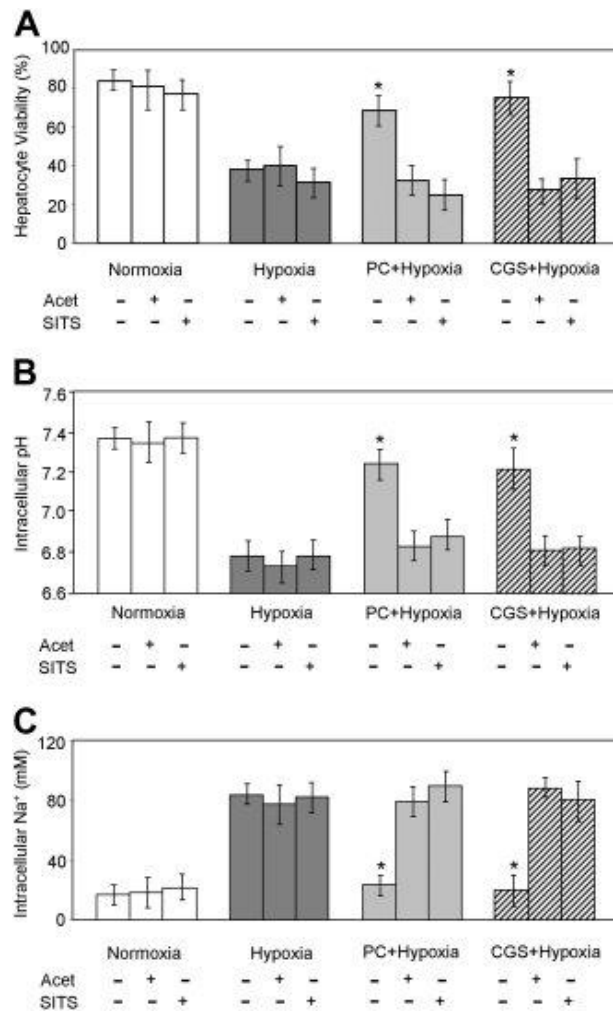 A
Hepatocyte Viability (%)
100
80
60
40
20
0
* *
Normoxia Hypoxia PC+Hypoxia CGS+Hypoxia
Acet - + - - + - - + - - + -
SITS - - + - - + - - + - - +
B
Intracellular pH
7.6
7.4
7.2
7.0
6.8
6.6
* *
Normoxia Hypoxia PC+Hypoxia CGS+Hypoxia
Acet - + - - + - - + - - + -
SITS - - + - - + - - + - - +
C
Intracellular Na⁺ (mM)
120
80
40
0
* *
Normoxia Hypoxia PC+Hypoxia CGS+Hypoxia
Acet - + - - + - - + - - + -
SITS - - + - - + - - + - - +